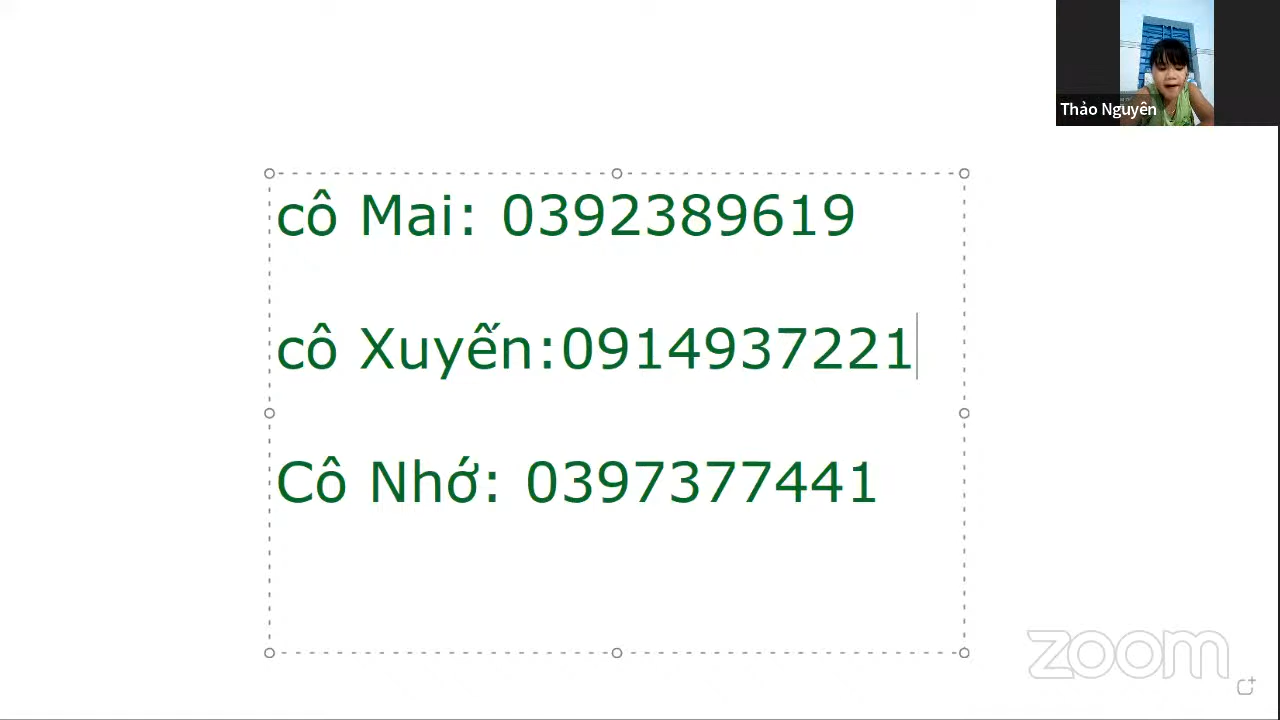 Thảo Nguyên
cô Mai: 0392389619
cô Xuyến:0914937221
Cô Nhớ: 0397377441
zoom